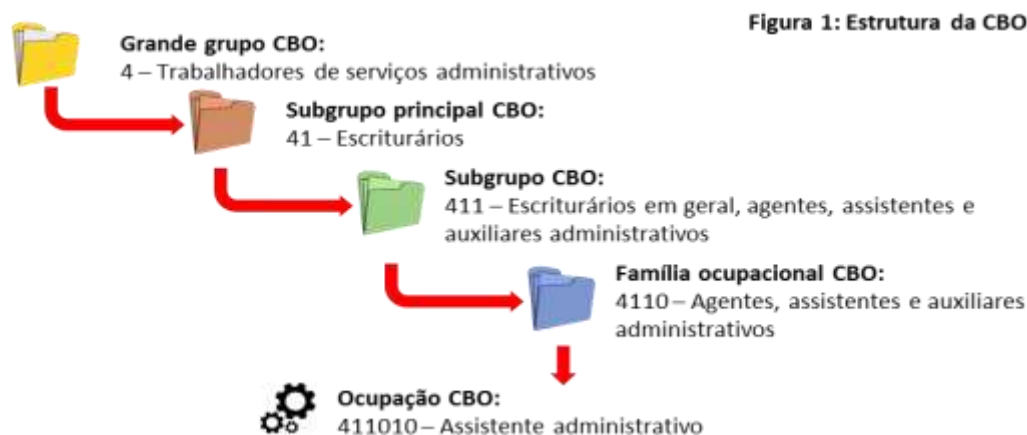 Figura 1: Estrutura da CBO
Grande grupo CBO:
4 – Trabalhadores de serviços administrativos
Subgrupo principal CBO:
41 – Escriturários
Subgrupo CBO:
411 – Escriturários em geral, agentes, assistentes e
auxiliares administrativos
Família ocupacional CBO:
4110 – Agentes, assistentes e auxiliares
administrativos
Ocupação CBO:
411010 – Assistente administrativo